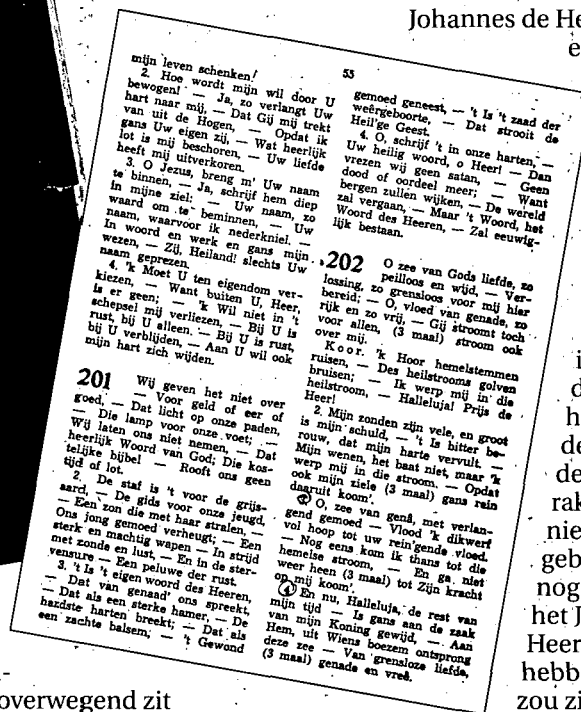 Johannes de He
e
53
mijn leven schenken!
2. Hoe wordt mijn wil door U
bewogen! — Ja, zo verlangt Uw
hart naar mij, — Dat Gij mij trekt
van uit de Hogen, — Opdat ik
gans Uw eigen zij, — Wat heerlijk
lot is mij beschoren, — Uw liefde
heeft mij uitverkoren.
3. O Jezus, breng m' Uw naam
te binnen, — Ja, schrijf hem diep
in mijne ziel: — Uw naam, zo
waard om te beminnen, — Uw
naam, waarvoor ik nederkniel. —
In woord en werk en gans mijn
wezen, — Zij, Heiland! slechts Uw
naam geprezen.
4. 'k Moet U ten eigendom ver-
kiezen, — Want buiten U, Heer,
is er geen; — 'k Wil niet in 't
schepsel mij verliezen, — Bij U is
rust, bij U alleen. — Bij U is rust,
bij U verblijden, — Aan U wil ook
mijn hart zich wijden.
201 Wij geven het niet over
— Voor geld of eer of
goed, — Dat licht op onze paden,
— Die lamp voor onze voet; —
Wij laten ons niet nemen, — Dat
heerlijk Woord van God; Die kos-
telijke bijbel — Rooft ons geen
tijd of lot.
2. De staf is 't voor de grijs-
aard, — De gids voor onze jeugd,
— Een zon die met haar stralen, —
Ons jong gemoed verheugt; — Een
sterk en machtig wapen — In strijd
met zonde en lust, — En in de ster-
vensure — Een peluwe der rust.
3. 't Is 't eigen woord des Heeren,
— Dat van genaad' ons spreekt,
— Dat als een sterke hamer, — De
hardste harten breekt; — Dat als
een zachte balsem, — 't Gewond
gemoed geneest, — 't Is 't zaad der
weêrgeboorte, — Dat strooit de
Heil'ge Geest.
4. O, schrijf 't in onze harten, —
Uw heilig woord, o Heer! — Dan
vrezen wij geen satan, — Geen
dood of oordeel meer; — Want
bergen zullen wijken, — De wereld
zal vergaan, — Maar 't Woord, het
Woord des Heeren, — Zal eeuwig-
lijk bestaan.
202 O zee van Gods liefde, zo
peilloos en wijd, — Ver-
lossing, zo grensloos voor mij hier
bereid; — O, vloed van genade, zo
rijk en zo vrij, — Gij stroomt toch
voor allen, (3 maal) stroom ook
over mij.
Koor. 'k Hoor hemelstemmen
ruisen, — Des heilstrooms golven
bruisen; — Ik werp mij in die
heilstroom, — Halleluja! Prijs de
Heer!
2. Mijn zonden zijn vele, en groot
is mijn schuld, — 't Is bitter be-
rouw, dat mijn harte vervult. —
Mijn wenen, het baat niet, maar 'k
werp mij in die stroom. — Opdat
ook mijn ziele (3 maal) gans rein
daaruit koom'.
3 O, zee van genâ, met verlan-
gend gemoed — Vlood 'k dikwerf
vol hoop tot uw rein'gende vloed.
— Nog eens kom ik thans tot die
hemelse stroom, — En ga niet
weer heen (3 maal) tot Zijn kracht
op mij koom'.
4 En nu, Halleluja, de rest van
mijn tijd — Is gans aan de zaak
van mijn Koning gewijd, — Aan
Hem, uit Wiens boezem ontsprong
deze zee — Van grensloze liefde,
(3 maal) genade en vreê.
i
d
h
de
de
rak
nie
geb
nog
het J
Heer
hebb
zou zi
overwegend zit